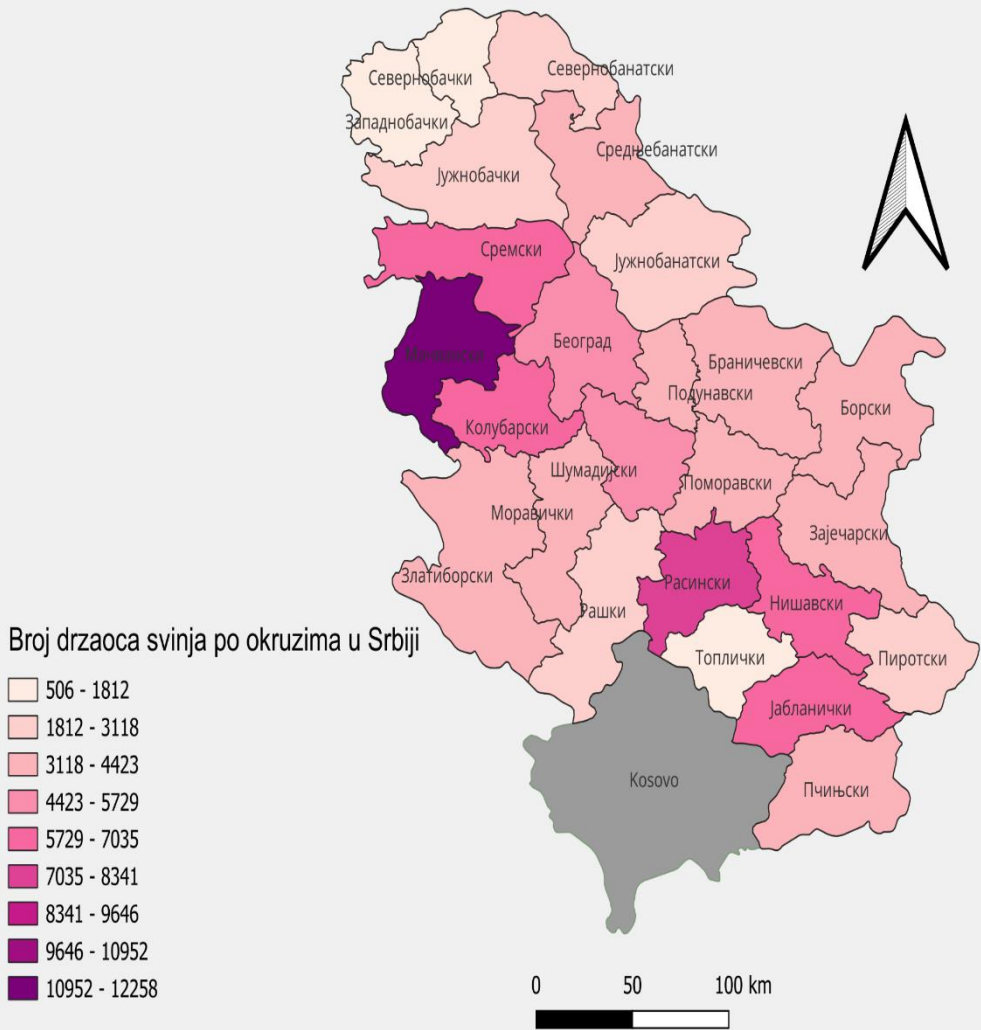 Севернобачки
Севернобанатски
Западнобачки
Средњебанатски
Јужнобачки
Сремски
Јужнобанатски
Београд
Мачвански
Браничевски
Подунавски
Борски
Колубарски
Шумадијски
Поморавски
Моравички
Зајечарски
Златиборски
Расински
Нишавски
Рашки
Топлички
Пиротски
Јабланички
Kosovo
Пчињски
Broj drzaoca svinja po okruzima u Srbiji
506 - 1812
1812 - 3118
3118 - 4423
4423 - 5729
5729 - 7035
7035 - 8341
8341 - 9646
9646 - 10952
10952 - 12258
0 50 100 km